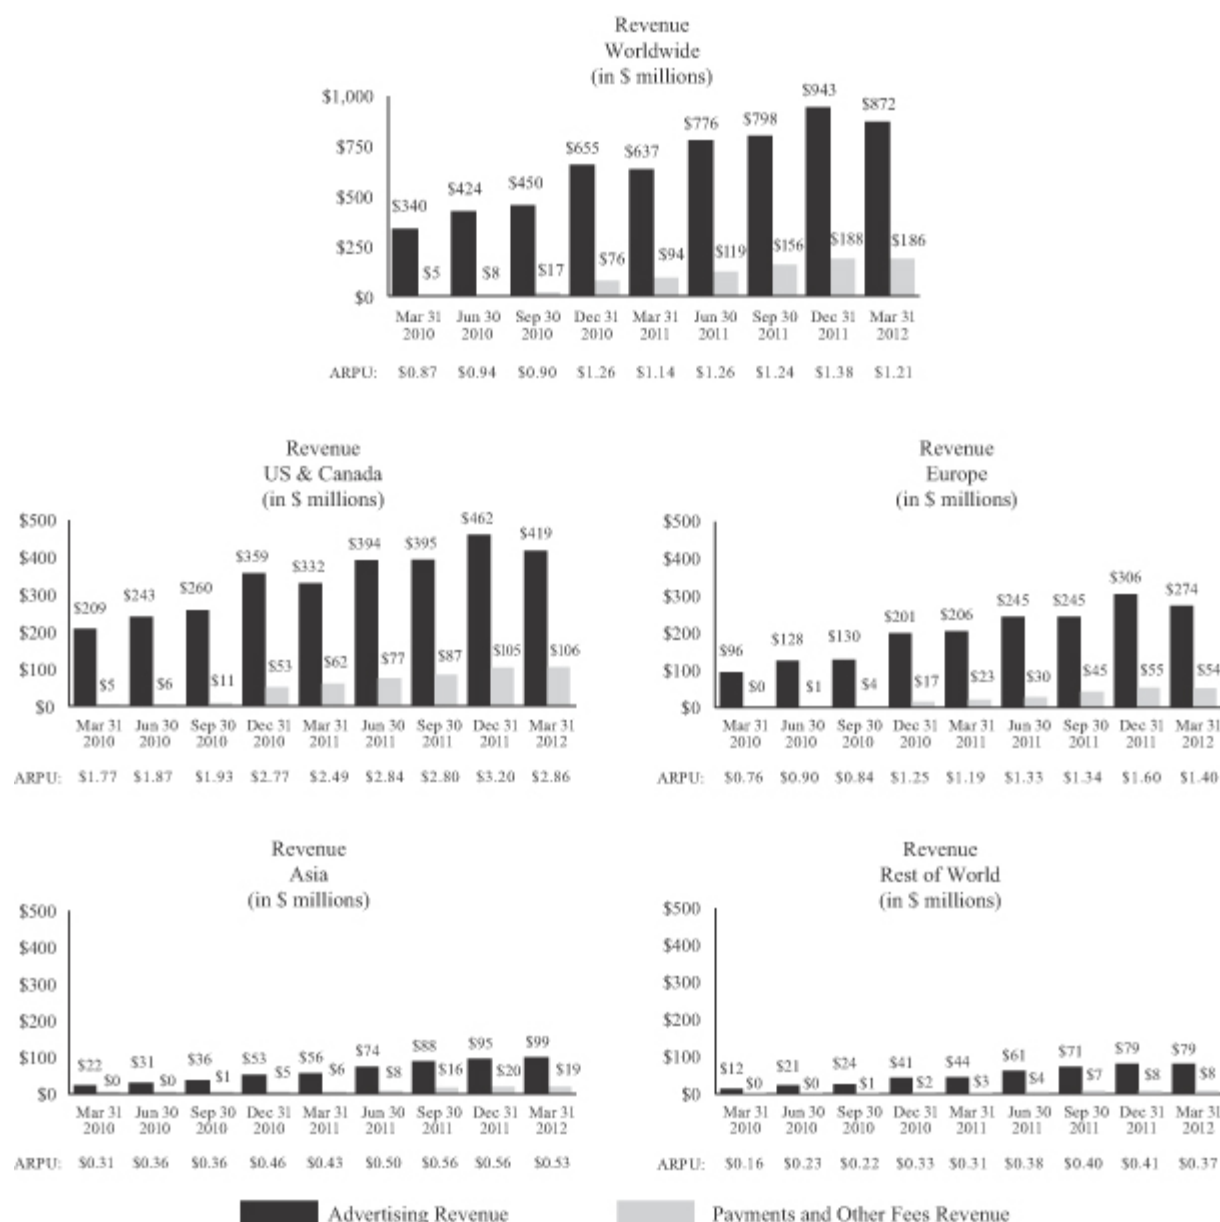 Revenue
Worldwide
(in $ millions)
$1,000
$750
$500
$250
$0
$340 $424 $450 $655 $637 $776 $798 $943 $872
$5 $8 $17 $76 $94 $119 $156 $188 $186
Mar 31 Jun 30 Sep 30 Dec 31 Mar 31 Jun 30 Sep 30 Dec 31 Mar 31
2010 2010 2010 2010 2011 2011 2011 2011 2012
ARPU: $0.87 $0.94 $0.90 $1.26 $1.14 $1.26 $1.24 $1.38 $1.21
Revenue
US & Canada
(in $ millions)
$500
$400
$300
$200
$100
$0
$209 $243 $260 $359 $332 $394 $395 $462 $419
$5 $6 $11 $53 $62 $77 $87 $105 $106
Mar 31 Jun 30 Sep 30 Dec 31 Mar 31 Jun 30 Sep 30 Dec 31 Mar 31
2010 2010 2010 2010 2011 2011 2011 2011 2012
ARPU: $1.77 $1.87 $1.93 $2.77 $2.49 $2.84 $2.80 $3.20 $2.86
Revenue
Europe
(in $ millions)
$500
$400
$300
$200
$100
$0
$96 $128 $130 $201 $206 $245 $245 $306 $274
$0 $1 $4 $17 $23 $30 $45 $55 $54
Mar 31 Jun 30 Sep 30 Dec 31 Mar 31 Jun 30 Sep 30 Dec 31 Mar 31
2010 2010 2010 2010 2011 2011 2011 2011 2012
ARPU: $0.76 $0.90 $0.84 $1.25 $1.19 $1.33 $1.34 $1.60 $1.40
Revenue
Asia
(in $ millions)
$500
$400
$300
$200
$100
$0
$22 $31 $36 $53 $56 $74 $88 $95 $99
$0 $0 $1 $5 $6 $8 $16 $20 $19
Mar 31 Jun 30 Sep 30 Dec 31 Mar 31 Jun 30 Sep 30 Dec 31 Mar 31
2010 2010 2010 2010 2011 2011 2011 2011 2012
ARPU: $0.31 $0.36 $0.36 $0.46 $0.43 $0.50 $0.56 $0.56 $0.53
Revenue
Rest of World
(in $ millions)
$500
$400
$300
$200
$100
$0
$12 $21 $24 $41 $44 $61 $71 $79 $79
$0 $0 $1 $2 $3 $4 $7 $8 $8
Mar 31 Jun 30 Sep 30 Dec 31 Mar 31 Jun 30 Sep 30 Dec 31 Mar 31
2010 2010 2010 2010 2011 2011 2011 2011 2012
ARPU: $0.16 $0.23 $0.22 $0.33 $0.31 $0.38 $0.40 $0.41 $0.37
Advertising Revenue
Payments and Other Fees Revenue